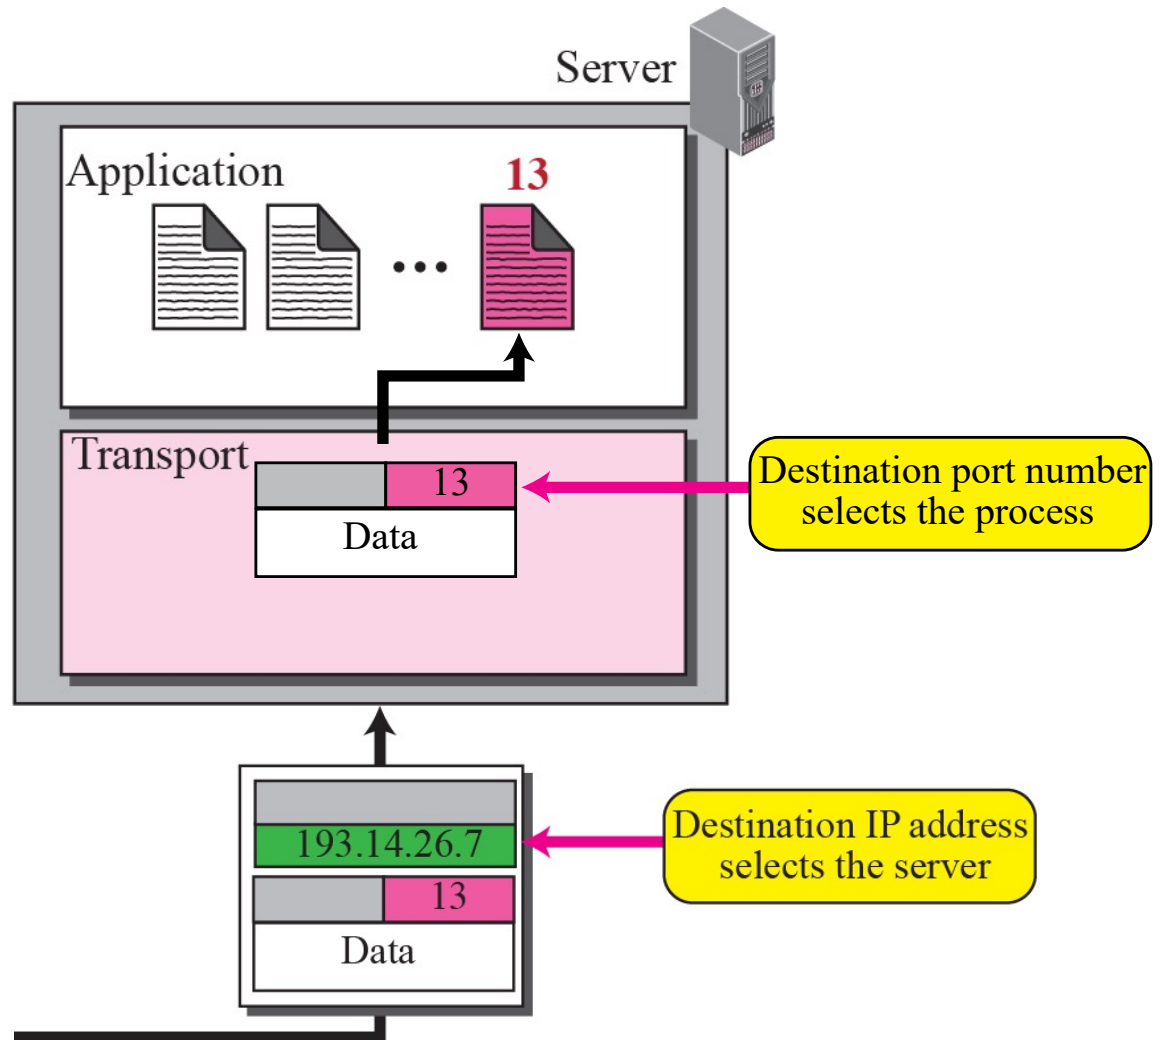 Server
Application
13
...
Transport
13
Data
Destination port number
selects the process
193.14.26.7
Destination IP address
selects the server
13
Data